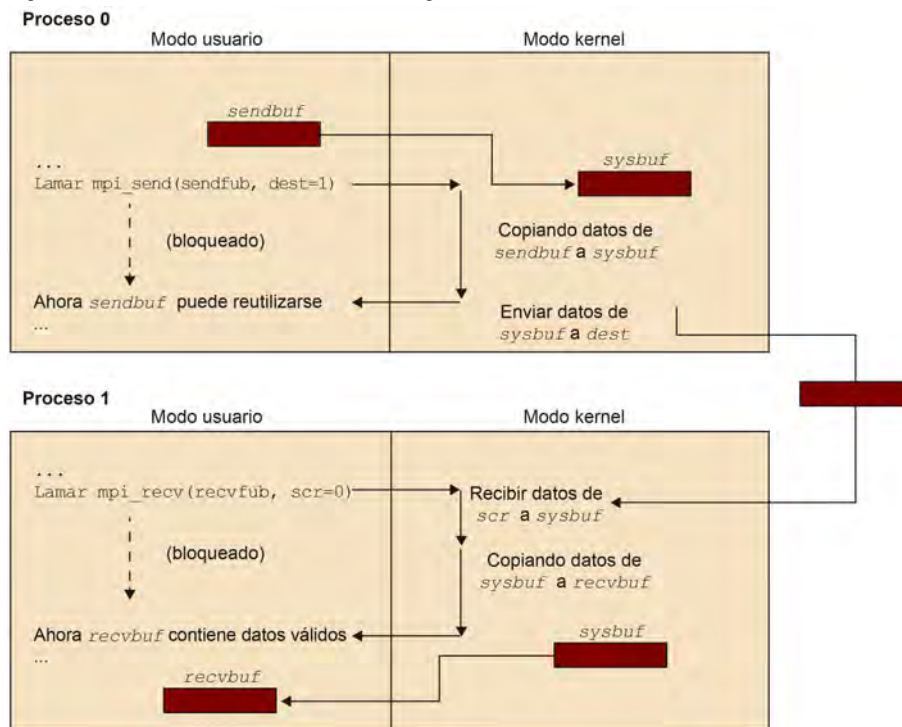 Proceso 0
Modo usuario
Modo kernel
sendbuf
sysbuf
...
Lamar mpi_send(sendfub, dest=1)
(bloqueado)
Copiando datos de
sendbuf a sysbuf
Ahora sendbuf puede reutilizarse
...
Enviar datos de
sysbuf a dest
Proceso 1
Modo usuario
Modo kernel
...
Lamar mpi_recv(recvfub, scr=0)
Recibir datos de
scr a sysbuf
(bloqueado)
Copiando datos de
sysbuf a recvbuf
Ahora recvbuf contiene datos válidos
...
sysbuf
recvbuf